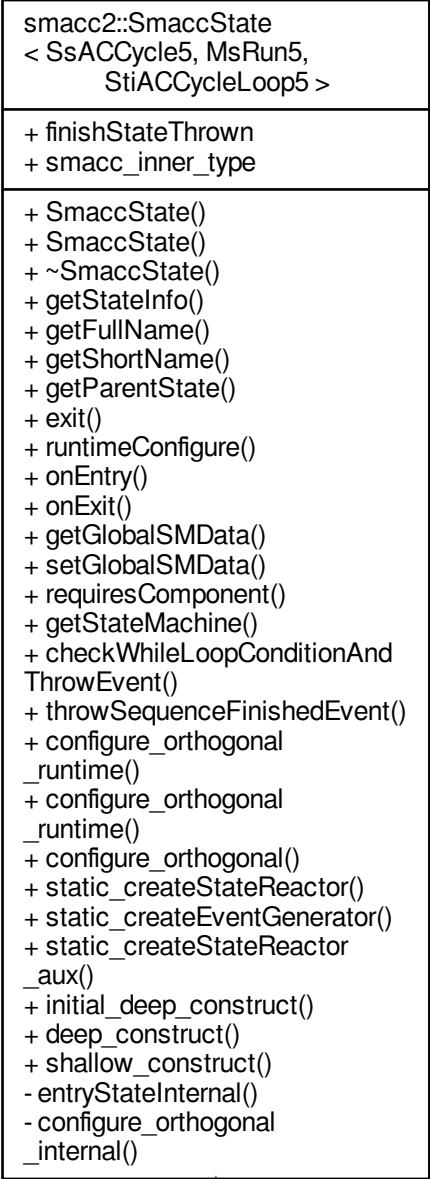 smacc2::SmaccState
< SsACCycle5, MsRun5,
StiACCycleLoop5 >
+ finishStateThrown
+ smacc_inner_type
+ SmaccState()
+ SmaccState()
+ ~SmaccState()
+ getStateInfo()
+ getFullName()
+ getShortName()
+ getParentState()
+ exit()
+ runtimeConfigure()
+ onEntry()
+ onExit()
+ getGlobalSMData()
+ setGlobalSMData()
+ requiresComponent()
+ getStateMachine()
+ checkWhileLoopConditionAnd
ThrowEvent()
+ throwSequenceFinishedEvent()
+ configure_orthogonal
_runtime()
+ configure_orthogonal
_runtime()
+ configure_orthogonal()
+ static_createStateReactor()
+ static_createEventGenerator()
+ static_createStateReactor
_aux()
+ initial_deep_construct()
+ deep_construct()
+ shallow_construct()
- entryStateInternal()
- configure_orthogonal
_internal()